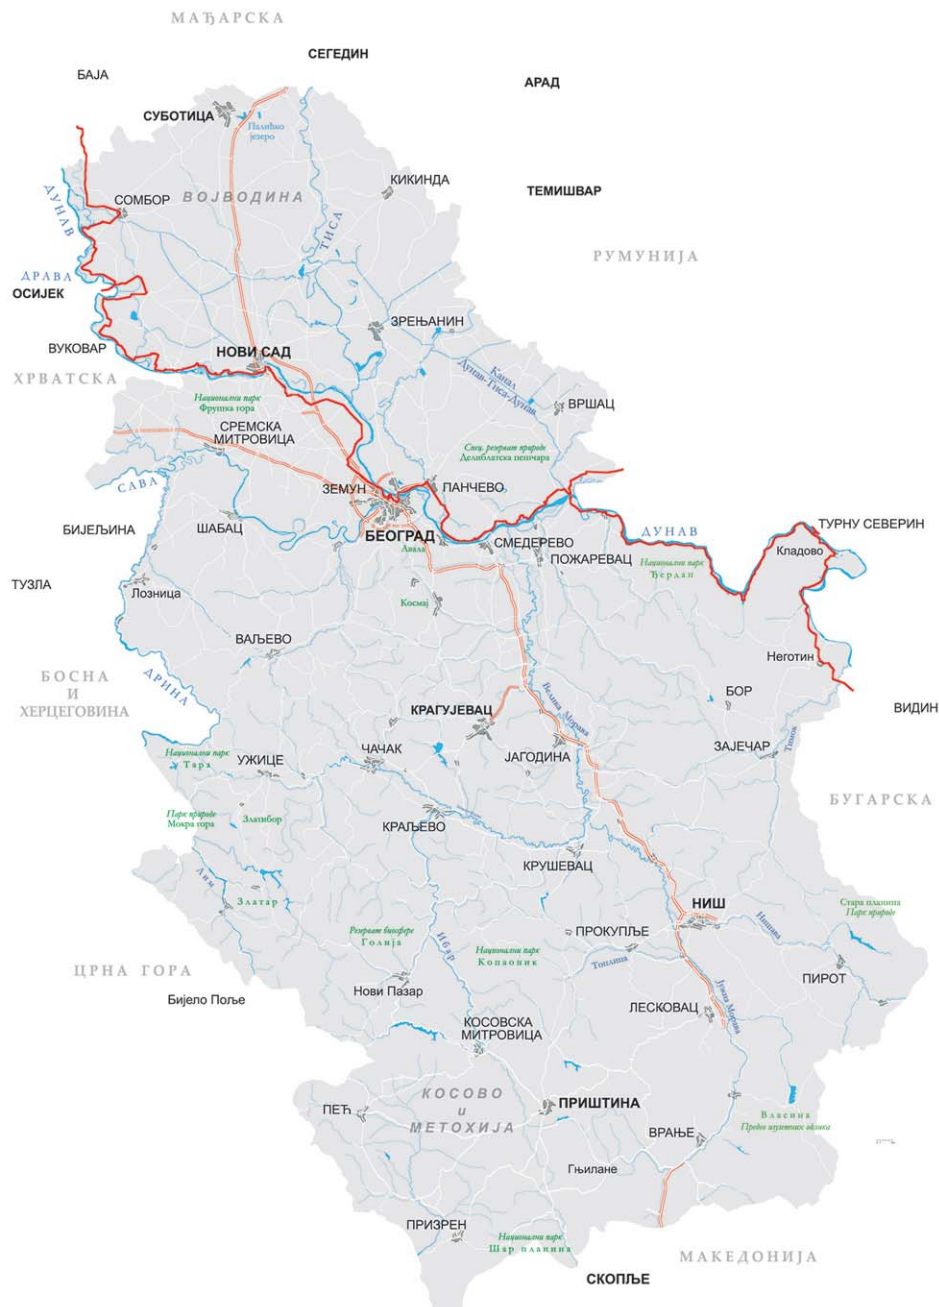 МАЂАРСКА
СЕГЕДИН
БАЈА
АРАД
СУБОТИЦА
Палићко
језеро
КИКИНДА
ТЕМИШВАР
ВОЈВОДИНА
СОМБОР
ДУНАВ
ТИСА
РУМУНИЈА
ДРАВА
ОСИЈЕК
ЗРЕЊАНИН
ВУКОВАР
НОВИ САД
ХРВАТСКА
Канал
Дунав-Тиса-Дунав
Национални парк
Фрушка гора
ВРШАЦ
СРЕМСКА
МИТРОВИЦА
Спец. резерват природе
Делиблатска пешчара
САВА
ЗЕМУН
ПАНЧЕВО
БИЈЕЉИНА
ШАБАЦ
БЕОГРАД
ДУНАВ
ТУРНУ СЕВЕРИН
Авала
СМЕДЕРЕВО
ПОЖАРЕВАЦ
Кладово
Национални парк
Ђердап
ТУЗЛА
Лозница
Космај
ВАЉЕВО
Неготин
БОСНА
И
ХЕРЦЕГОВИНА
ДРИНА
БОР
ВИДИН
КРАГУЈЕВАЦ
Велика Морава
Национални парк
Тара
УЖИЦЕ
ЧАЧАК
ЈАГОДИНА
ЗАЈЕЧАР
Тимок
БУГАРСКА
Парк природе
Мокра гора
Златибор
КРАЉЕВО
КРУШЕВАЦ
Лим
Златар
НИШ
Стара планина
Парк природе
Резерват биосфере
Голија
Ибар
Национални парк
Копаоник
ПРОКУПЉЕ
Топлица
Нишава
ЦРНА ГОРА
ПИРОТ
Бијело Поље
Нови Пазар
ЛЕСКОВАЦ
Јужна Морава
КОСОВСКА
МИТРОВИЦА
КОСОВО
и
МЕТОХИЈА
ПЕЋ
ПРИШТИНА
Власина
Предео изузетних одлика
ВРАЊЕ
Гњилане
ПРИЗРЕН
Национални парк
Шар планина
МАКЕДОНИЈА
СКОПЉЕ